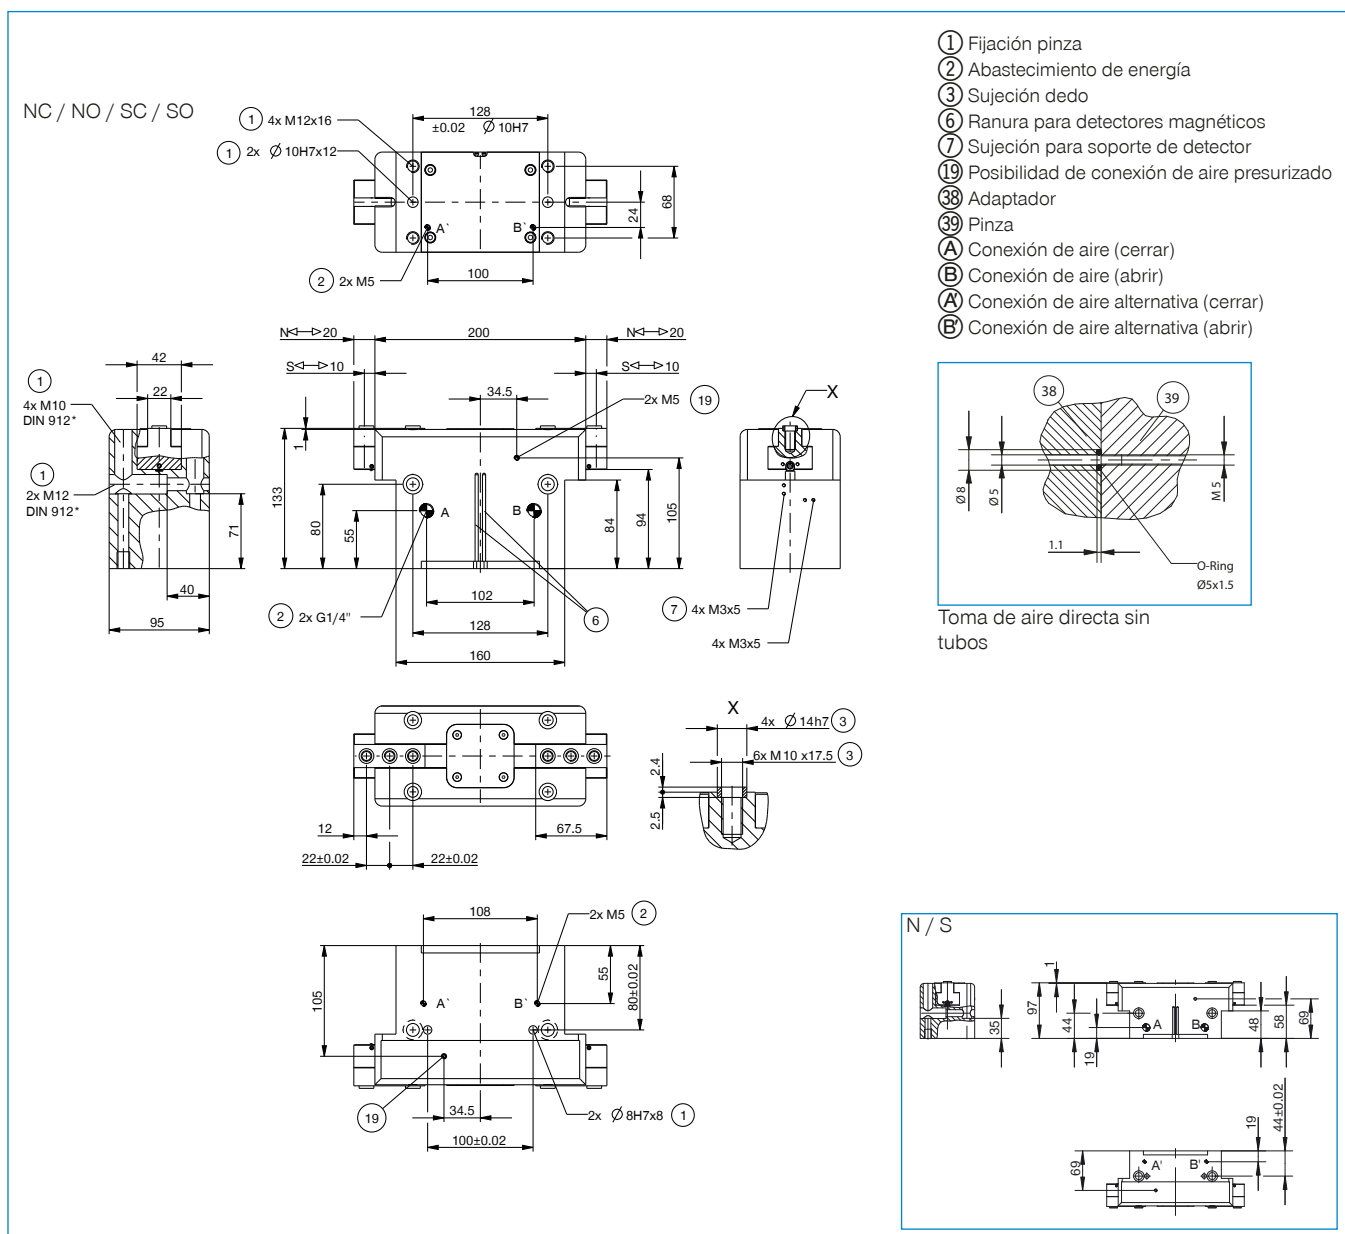 NC / NO / SC / SO
1 4x M12x16
128
±0.02 Ø 10H7
1 2x Ø 10H7x12
68
24
A` B`
2 2x M5
100
1 Fijación pinza
2 Abastecimiento de energía
3 Sujeción dedo
6 Ranura para detectores magnéticos
7 Sujeción para soporte de detector
19 Posibilidad de conexión de aire presurizado
38 Adaptador
39 Pinza
A Conexión de aire (cerrar)
B Conexión de aire (abrir)
A' Conexión de aire alternativa (cerrar)
B' Conexión de aire alternativa (abrir)
42
22
1
4x M10
DIN 912*
1
2x M12
DIN 912*
71
40
95
N 20
200
N 20
S 10
S 10
34.5
2x M5 19
1
133
80
55
A B
84
94
105
2 2x G1/4"
102
128
160
6
X
7 4x M3x5
4x M3x5
38
39
Ø 8
Ø 5
M 5
1.1
O-Ring
Ø5x1.5
Toma de aire directa sin
tubos
12
67.5
22±0.02
22±0.02
X
4x Ø 14h7 3
6x M 10 x17.5 3
2.4
2.5
108
2x M5 2
105
A` B`
55
80±0.02
19
34.5
2x Ø 8H7x8 1
100±0.02
N / S
35
1
97
44
19
A B
48
58
69
69
A' B'
19
44±0.02